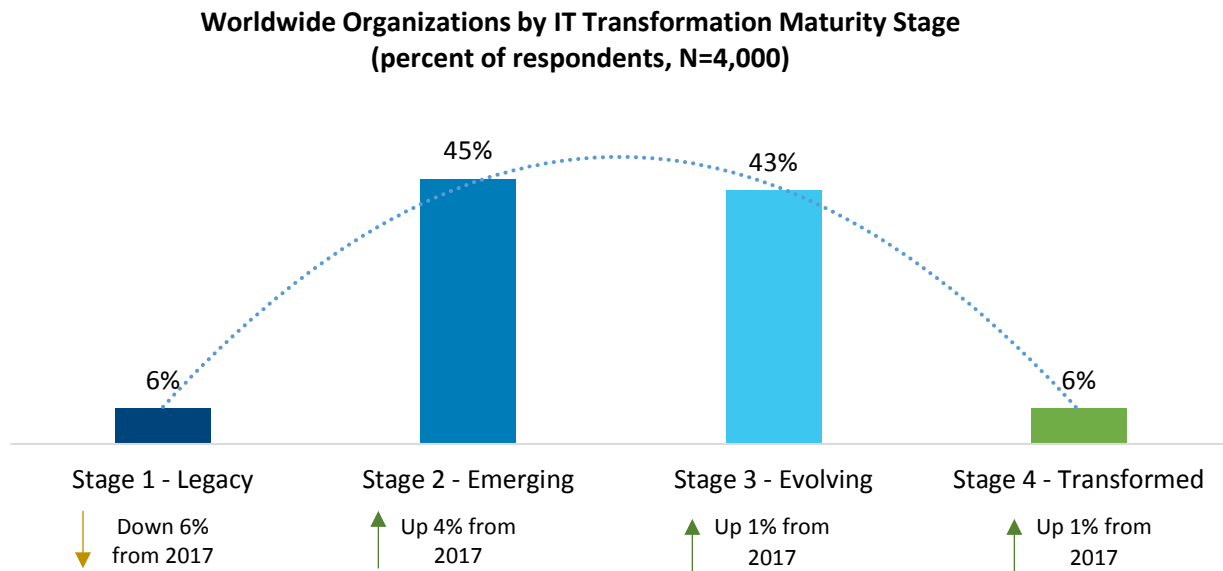 Worldwide Organizations by IT Transformation Maturity Stage
(percent of respondents, N=4,000)
45%
43%
6%
6%
Stage 1 - Legacy
Stage 2 - Emerging
Stage 3 - Evolving
Stage 4 - Transformed
Down 6%
from 2017
Up 4% from
2017
Up 1% from
2017
Up 1% from
2017